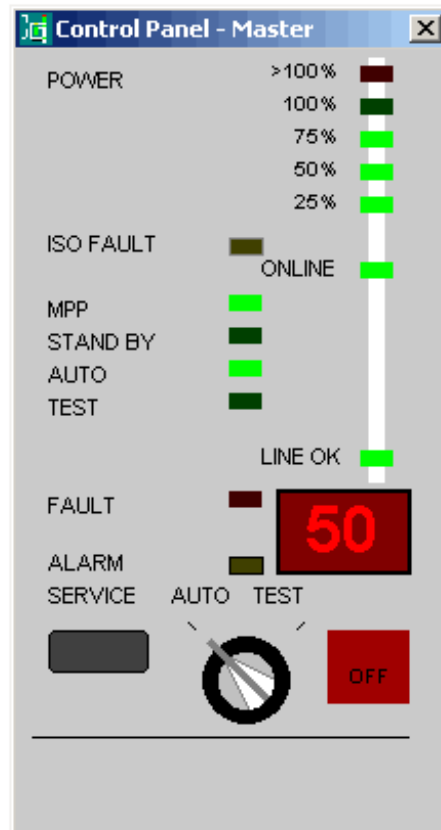 Control Panel - Master
POWER
>100%
100%
75%
50%
25%
ISO FAULT
ONLINE
MPP
STAND BY
AUTO
TEST
LINE OK
FAULT
50
ALARM
SERVICE AUTO TEST
OFF